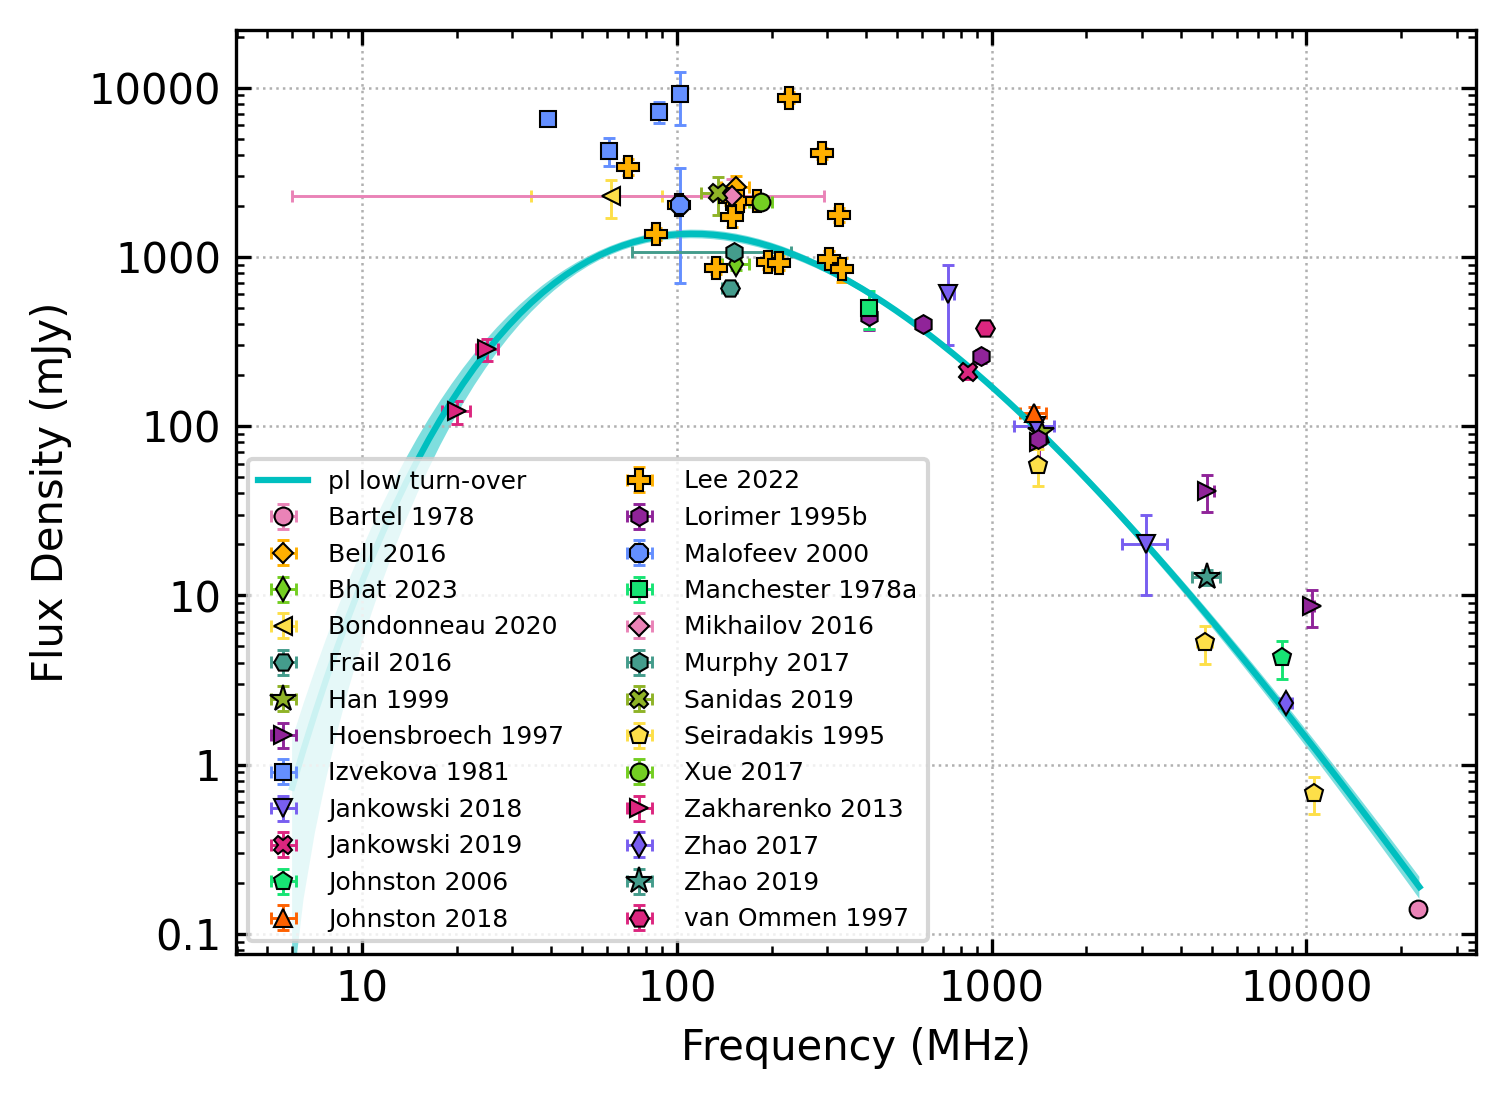 10000
1000
100
10
1
0.1
Flux Density (mJy)
pl low turn-over
Bartel 1978
Bell 2016
Bhat 2023
Bondonneau 2020
Frail 2016
Han 1999
Hoensbroech 1997
Izvekova 1981
Jankowski 2018
Jankowski 2019
Johnston 2006
Johnston 2018
Lee 2022
Lorimer 1995b
Malofeev 2000
Manchester 1978a
Mikhailov 2016
Murphy 2017
Sanidas 2019
Seiradakis 1995
Xue 2017
Zakharenko 2013
Zhao 2017
Zhao 2019
van Ommen 1997
10 100 1000 10000
Frequency (MHz)